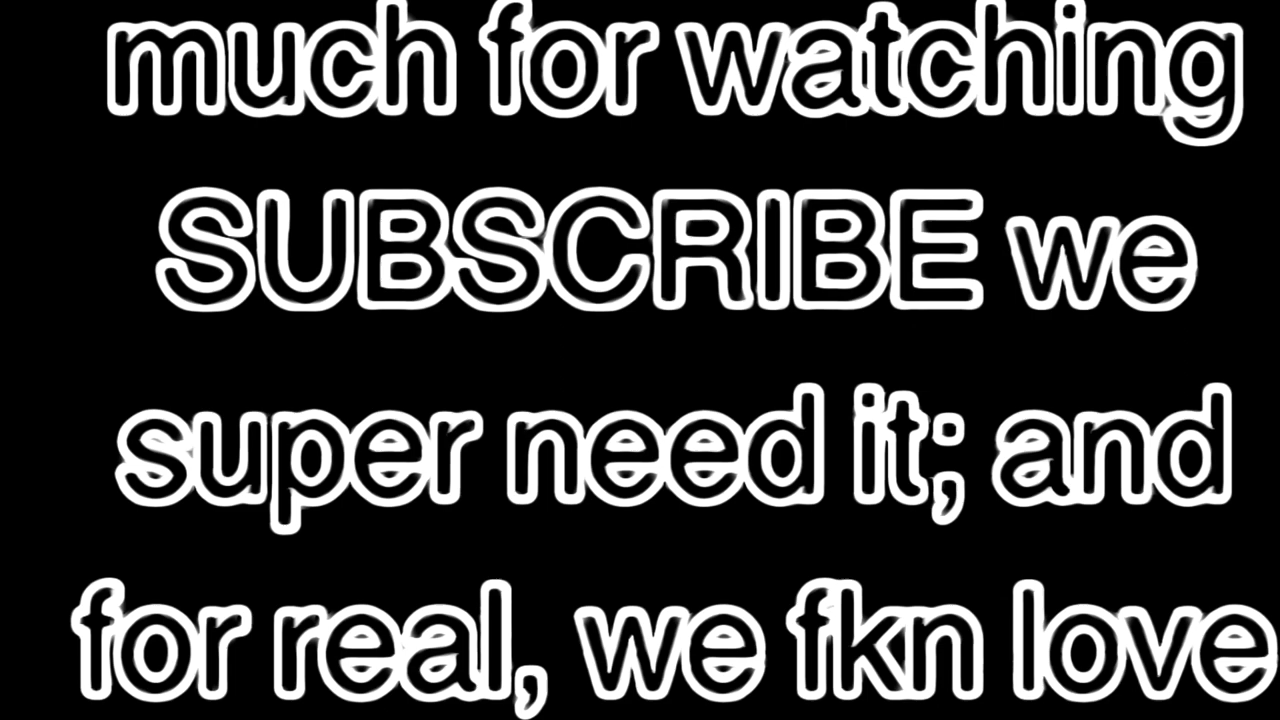 much for watching
SUBSCRIBE we
super need it; and
for real, we fkn love